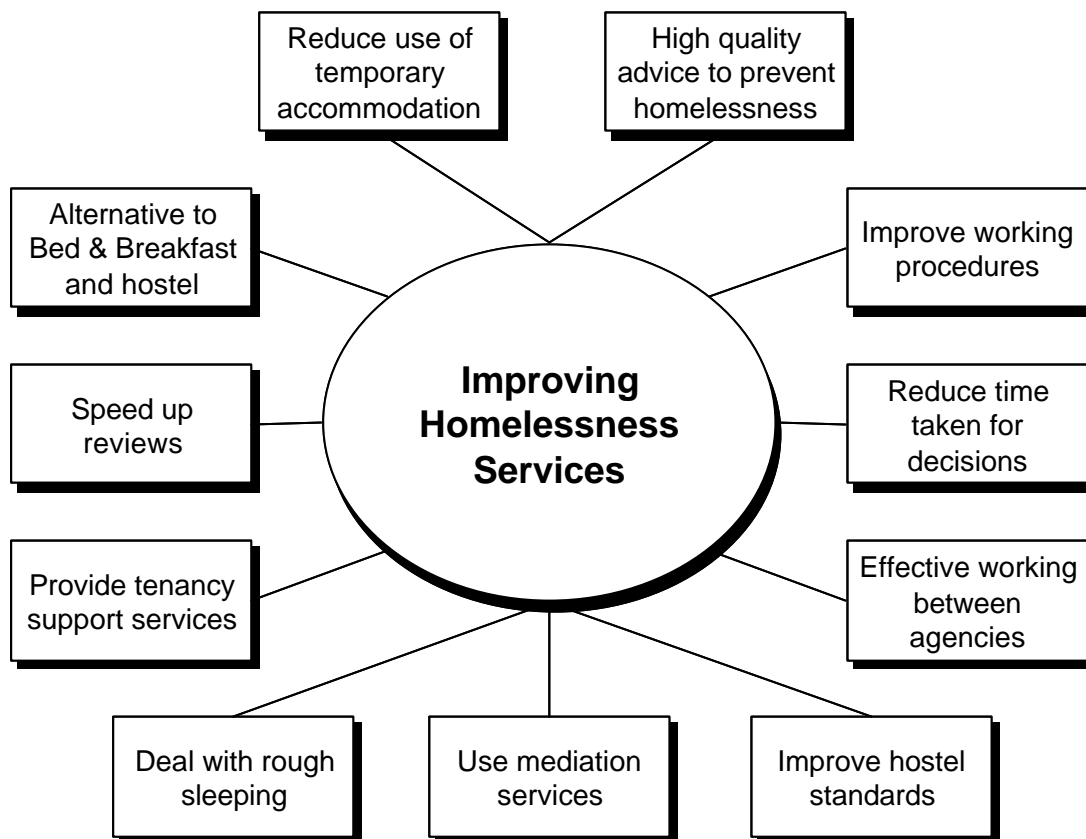 Reduce use of
temporary
accommodation
High quality
advice to prevent
homelessness
Alternative to
Bed & Breakfast
and hostel
Improve working
procedures
Improving
Homelessness
Services
Speed up
reviews
Reduce time
taken for
decisions
Provide tenancy
support services
Effective working
between
agencies
Deal with rough
sleeping
Use mediation
services
Improve hostel
standards